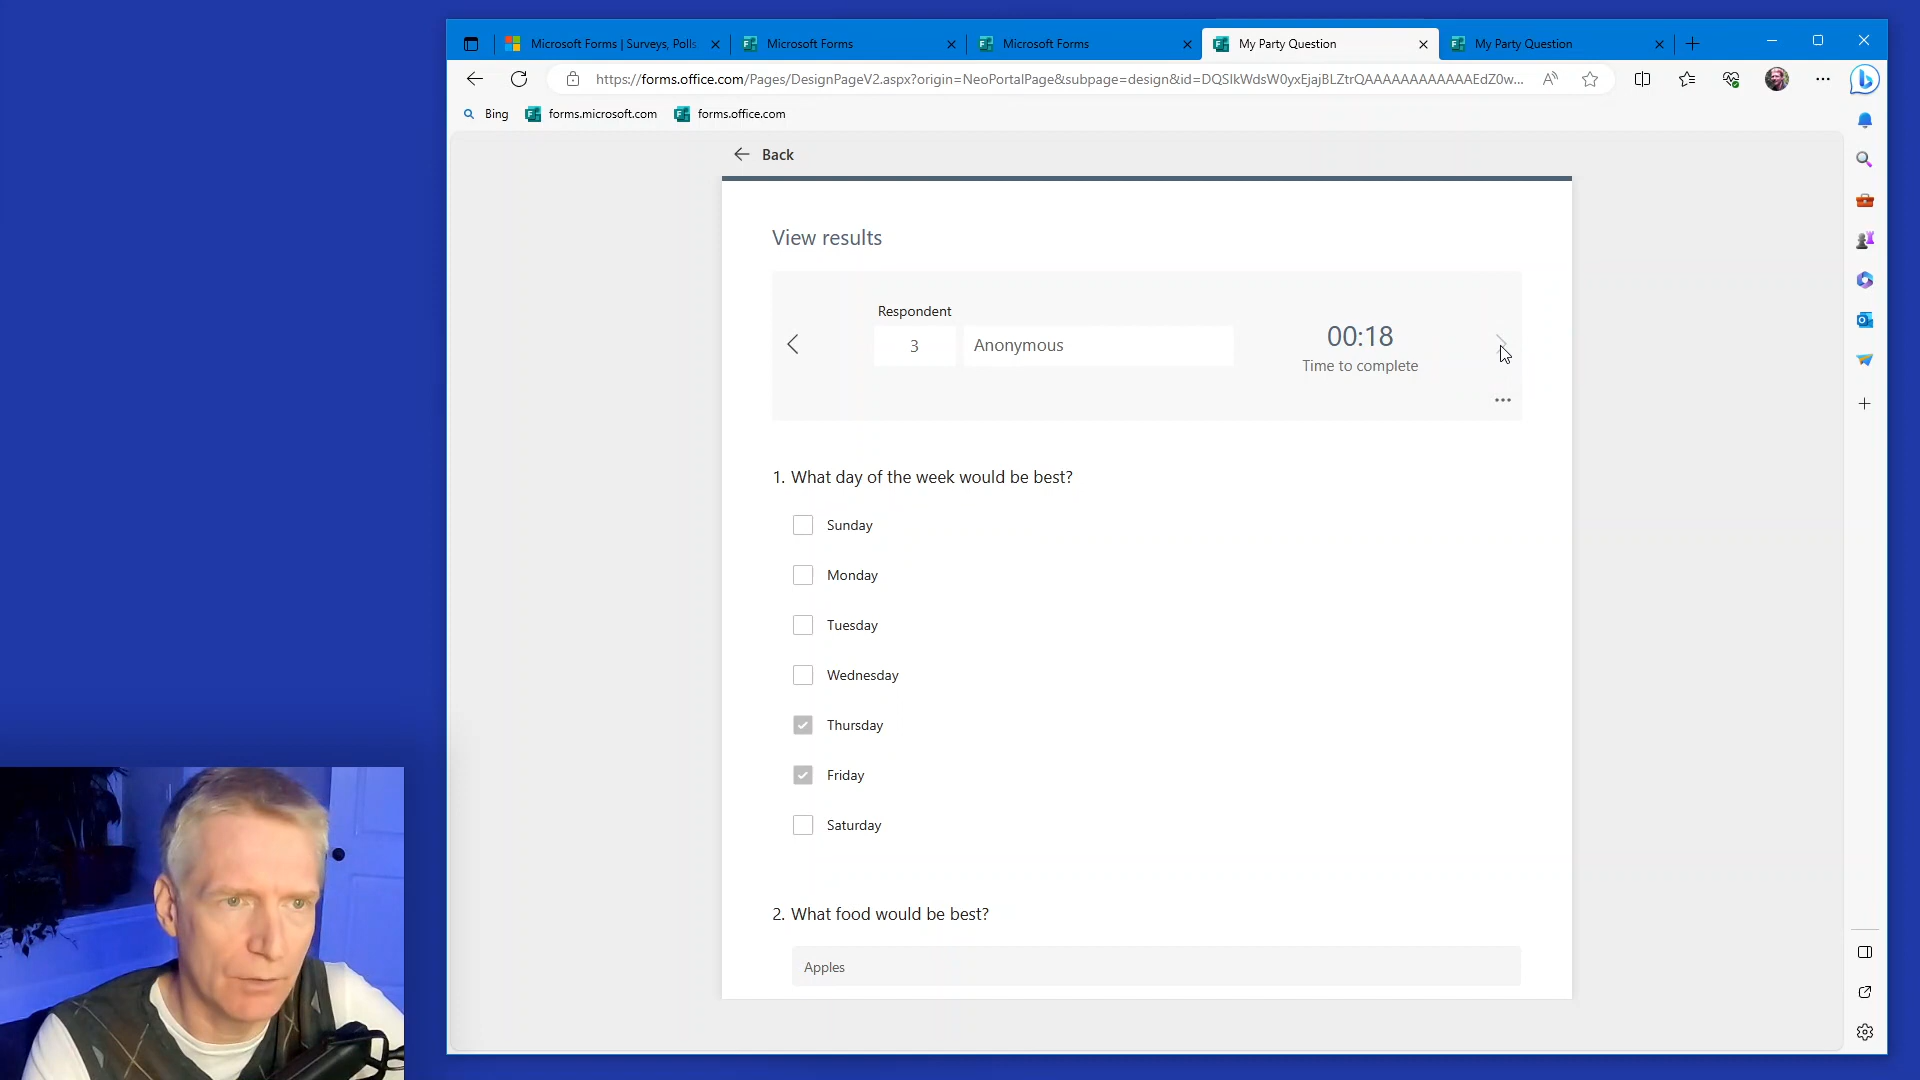 Microsoft Forms | Surveys, Polls
Microsoft Forms
Microsoft Forms
My Party Question
My Party Question
https://forms.office.com/Pages/DesignPageV2.aspx?origin=NeoPortalPage&subpage=design&id=DQSIkWdsW0yxEjajBLZtrQAAAAAAAAAAAAEdZ0w...
Bing
forms.microsoft.com
forms.office.com
Back
View results
Respondent
3
Anonymous
00:18
Time to complete
1. What day of the week would be best?
Sunday
Monday
Tuesday
Wednesday
Thursday
Friday
Saturday
2. What food would be best?
Apples